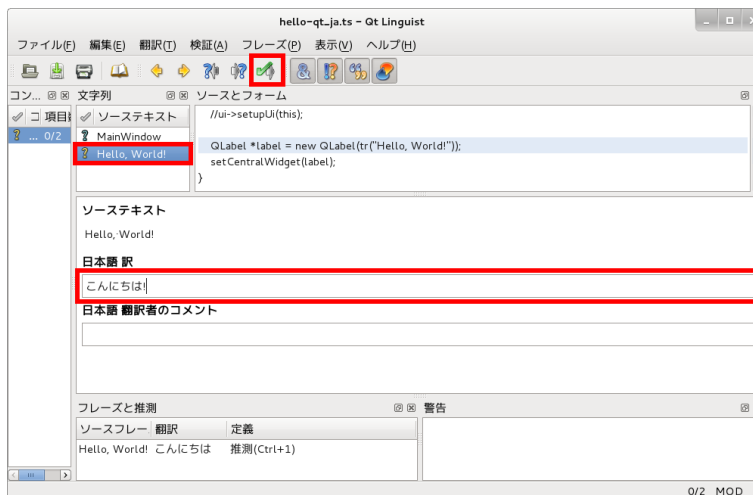 hello-qt_ja.ts - Qt Linguist
ファイル(F) 編集(E) 翻訳(T) 検証(A) フレーズ(P) 表示(V) ヘルプ(H)
コン... 文字列 ソースとフォーム
コ 項目 ソーステキスト
... 0/2 MainWindow
Hello, World!
//ui->setupUi(this);
QLabel *label = new QLabel(tr("Hello, World!"));
setCentralWidget(label);
}
ソーステキスト
Hello, World!
日本語 訳
こんにちは!
日本語 翻訳者のコメント
フレーズと推測 警告
ソースフレー 翻訳 定義
Hello, World! こんにちは 推測(Ctrl+1)
0/2 MOD